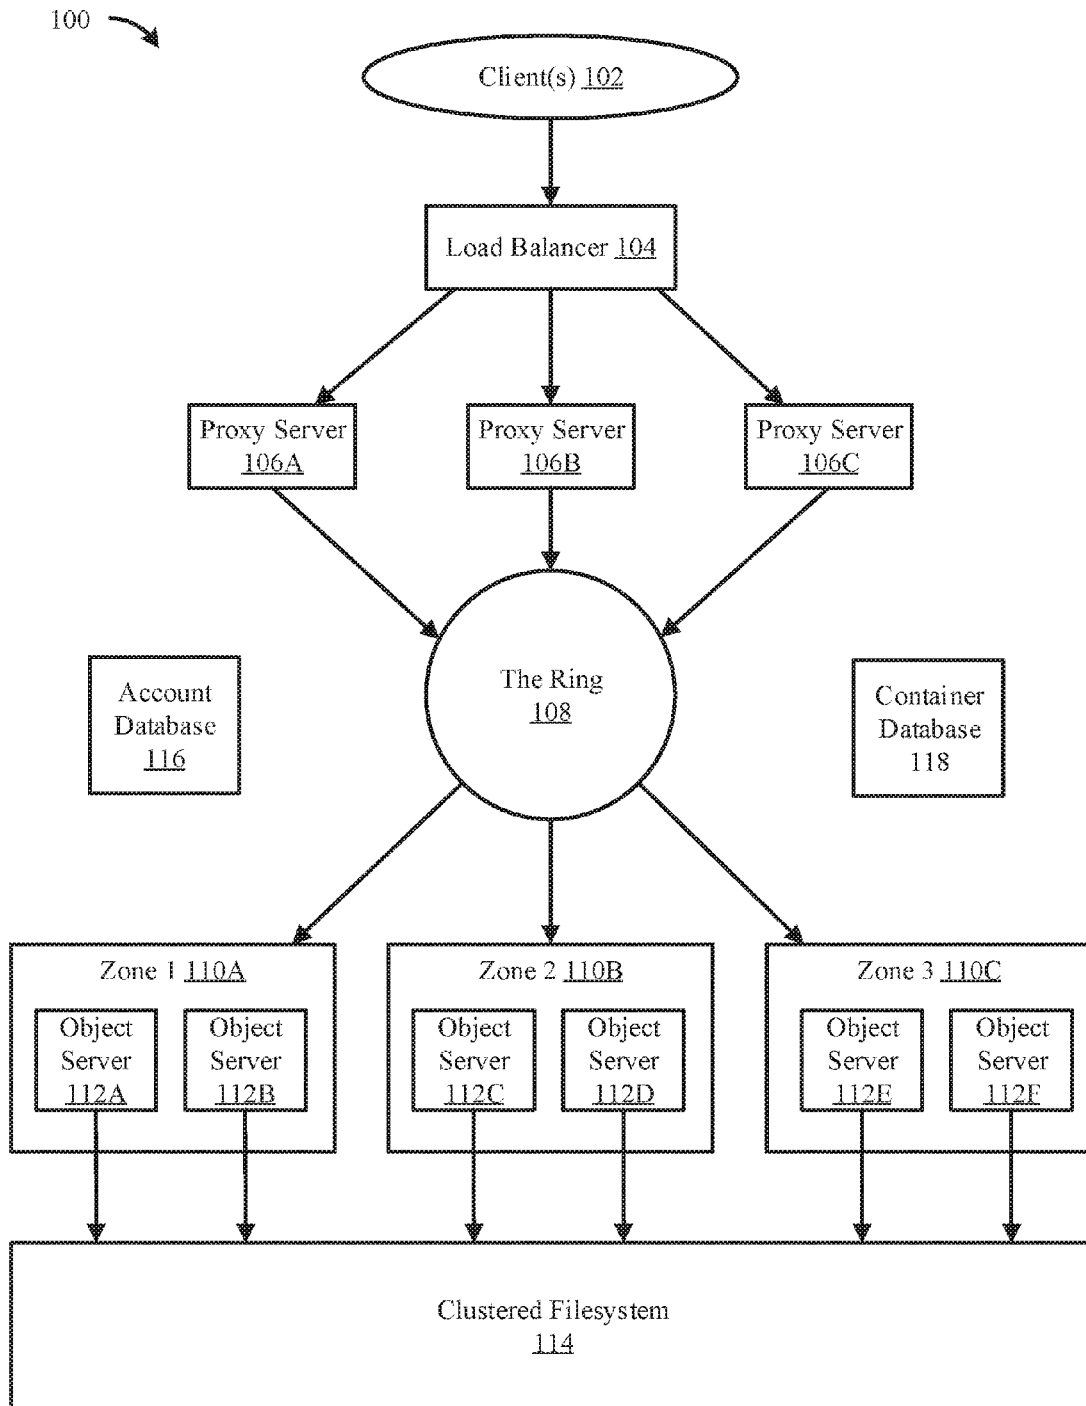 100
Client(s) 102
Load Balancer 104
Proxy Server
106A
Proxy Server
106B
Proxy Server
106C
The Ring
108
Account
Database
116
Container
Database
118
Zone 1 110A
Object
Server
112A
Object
Server
112B
Zone 2 110B
Object
Server
112C
Object
Server
112D
Zone 3 110C
Object
Server
112E
Object
Server
112F
Clustered Filesystem
114